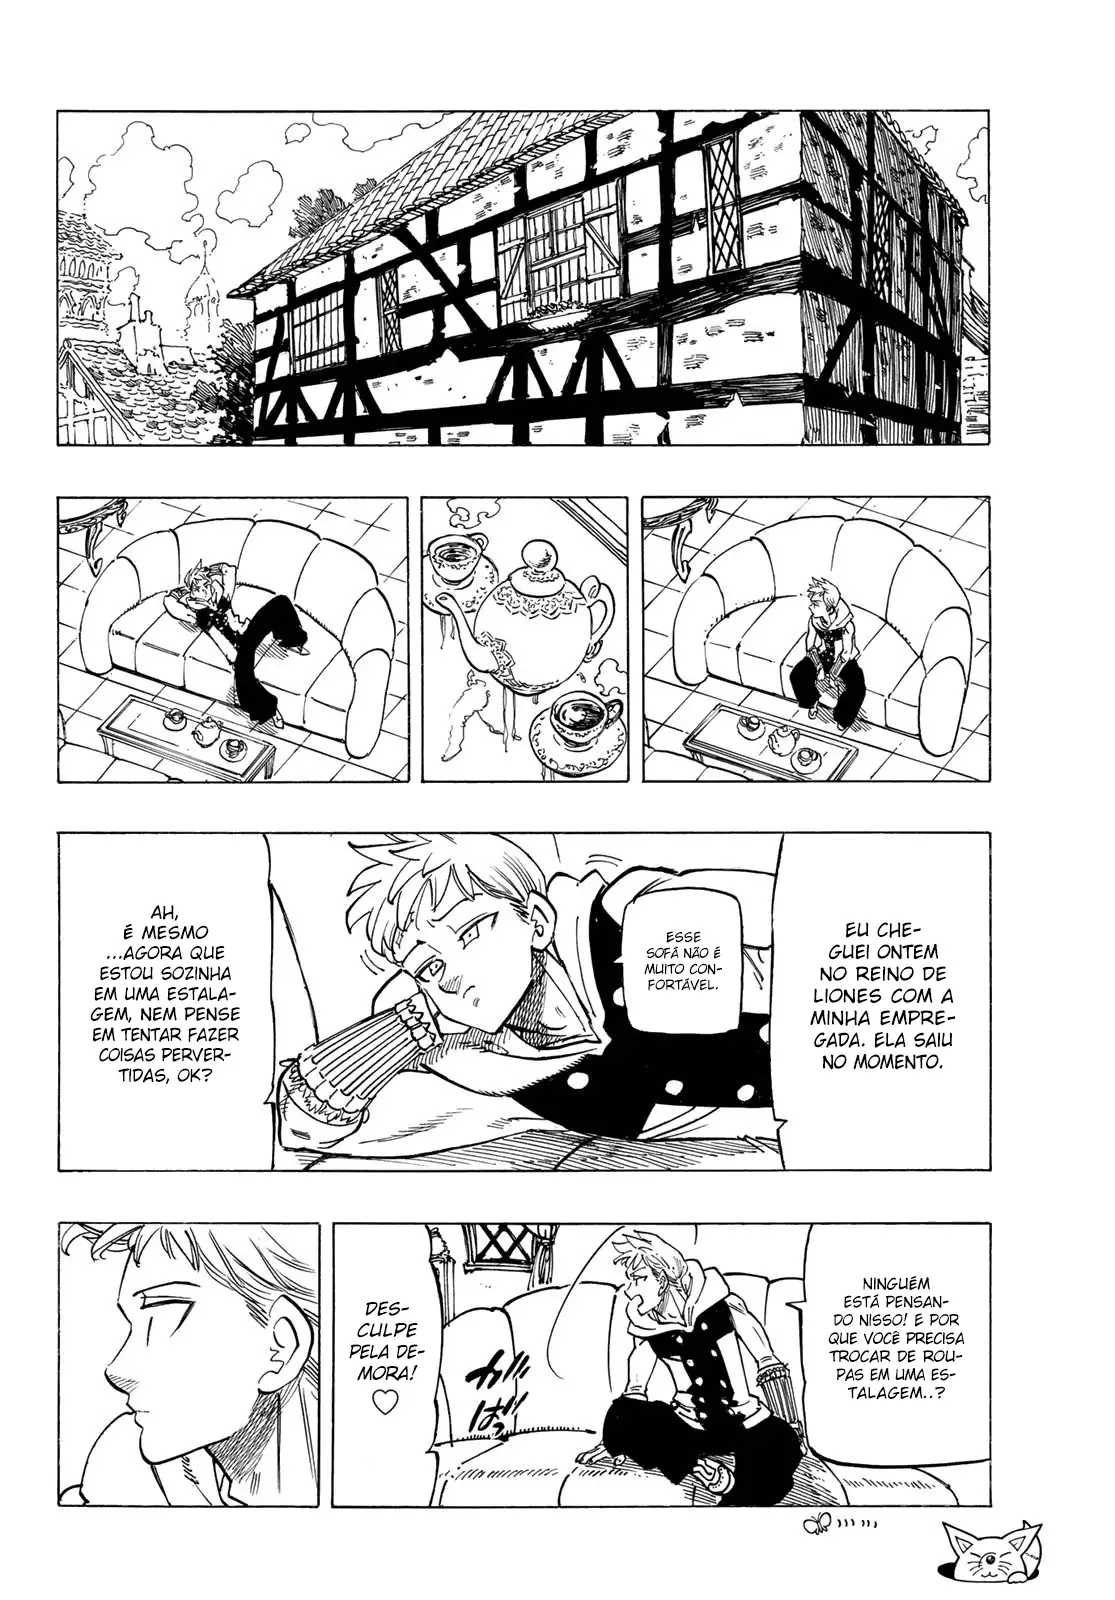 EU CHE-
GUEI ONTEM
NO REINO DE
LIONES COM A
MINHA EMPRE-
GADA. ELA SAIU
NO MOMENTO.
ESSE
SOFÁ NÃO É
MUITO CON-
FORTÁVEL.
AH,
É MESMO
...AGORA QUE
ESTOU SOZINHA
EM UMA ESTALA-
GEM, NEM PENSE
EM TENTAR FAZER
COISAS PERVER-
TIDAS, OK?
NINGUÉM
ESTÁ PENSAN-
DO NISSO! E POR
QUE VOCÊ PRECISA
TROCAR DE ROU-
PAS EM UMA ES-
TALAGEM..?
DES-
CULPE
PELA DE-
MORA!
♡
ガバッ